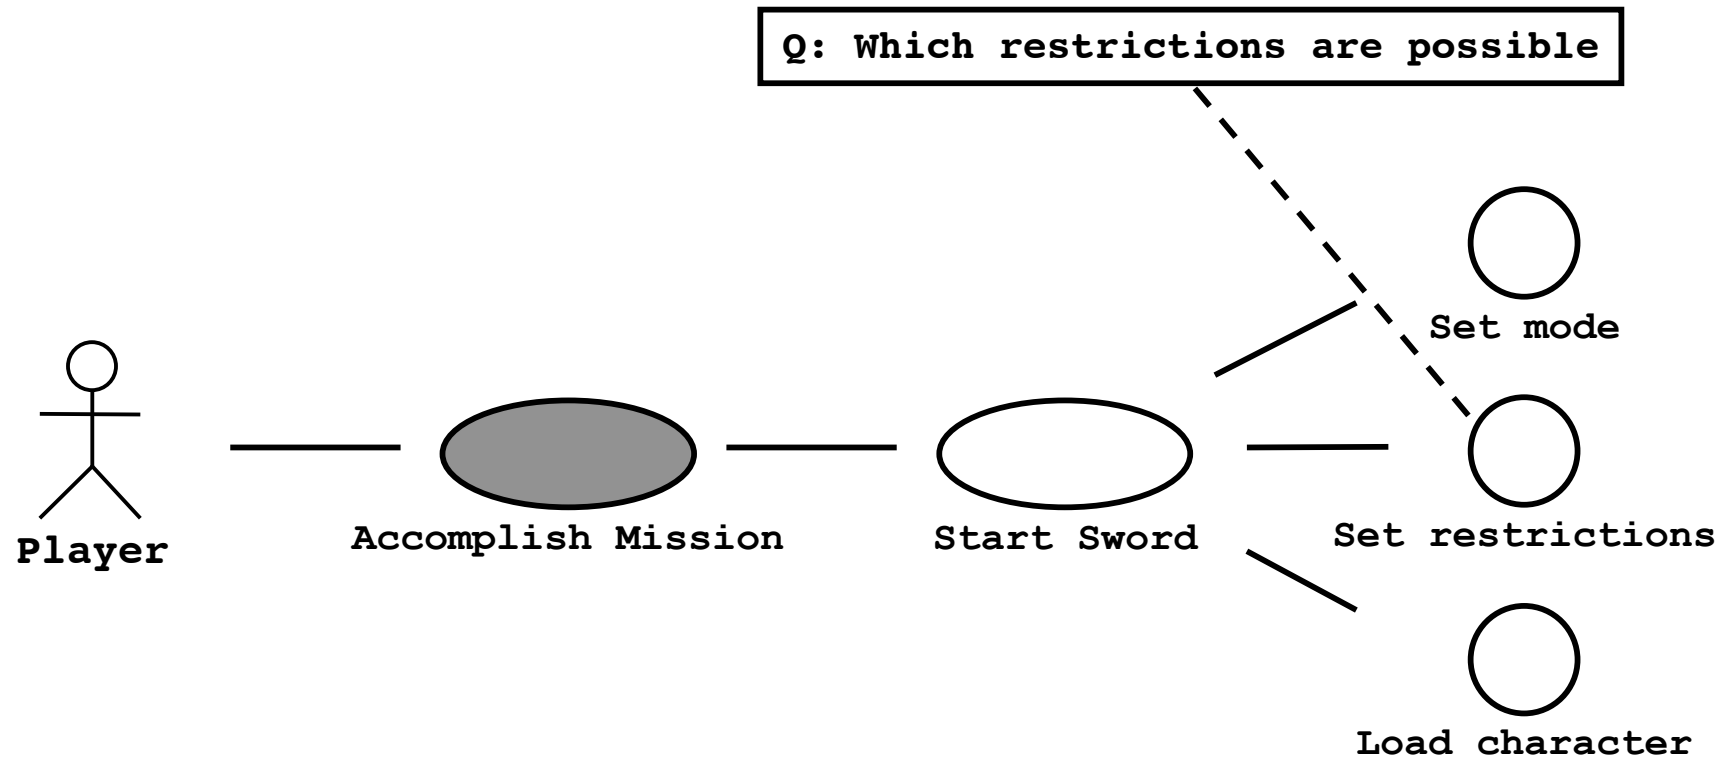 Q: Which restrictions are possible
Set mode
Player
Accomplish Mission
Start Sword
Set restrictions
Load character